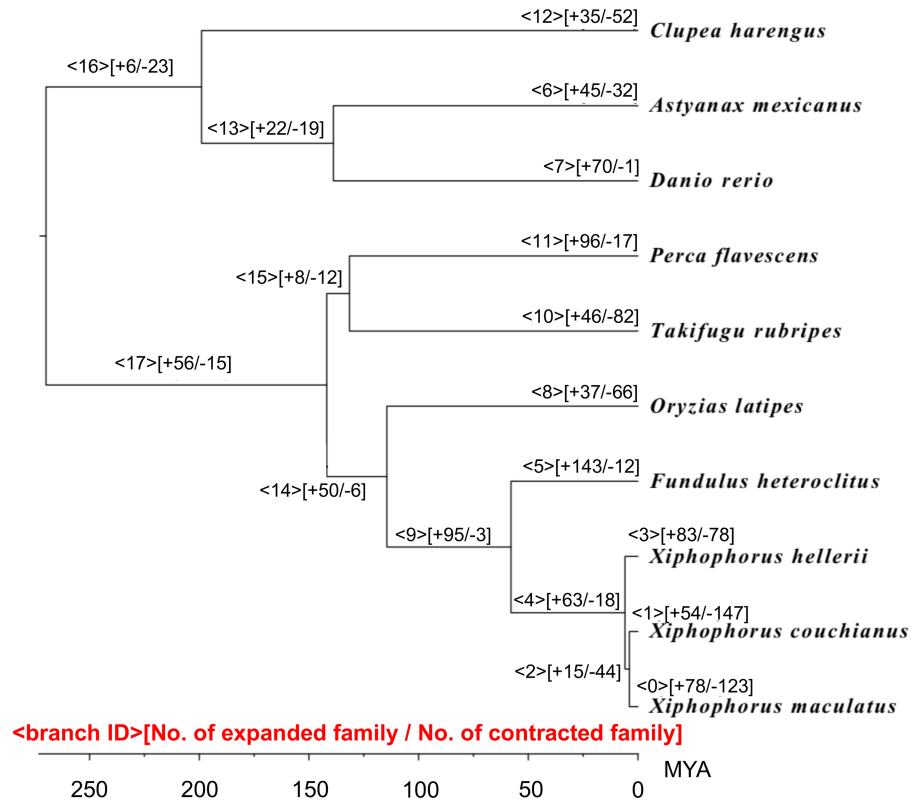 <12>[+35/-52]
Clupea harengus
<16>[+6/-23]
<6>[+45/-32]
Astyanax mexicanus
<13>[+22/-19]
<7>[+70/-1]
Danio rerio
<11>[+96/-17]
Perca flavescens
<15>[+8/-12]
<10>[+46/-82]
Takifugu rubripes
<17>[+56/-15]
<8>[+37/-66]
Oryzias latipes
<5>[+143/-12]
Fundulus heteroclitus
<14>[+50/-6]
<9>[+95/-3]
<3>[+83/-78]
Xiphophorus hellerii
<4>[+63/-18]
<1>[+54/-147]
Xiphophorus couchianus
<2>[+15/-44]
<0>[+78/-123]
Xiphophorus maculatus
<branch ID>[No. of expanded family / No. of contracted family]
MYA
250 200 150 100 50 0